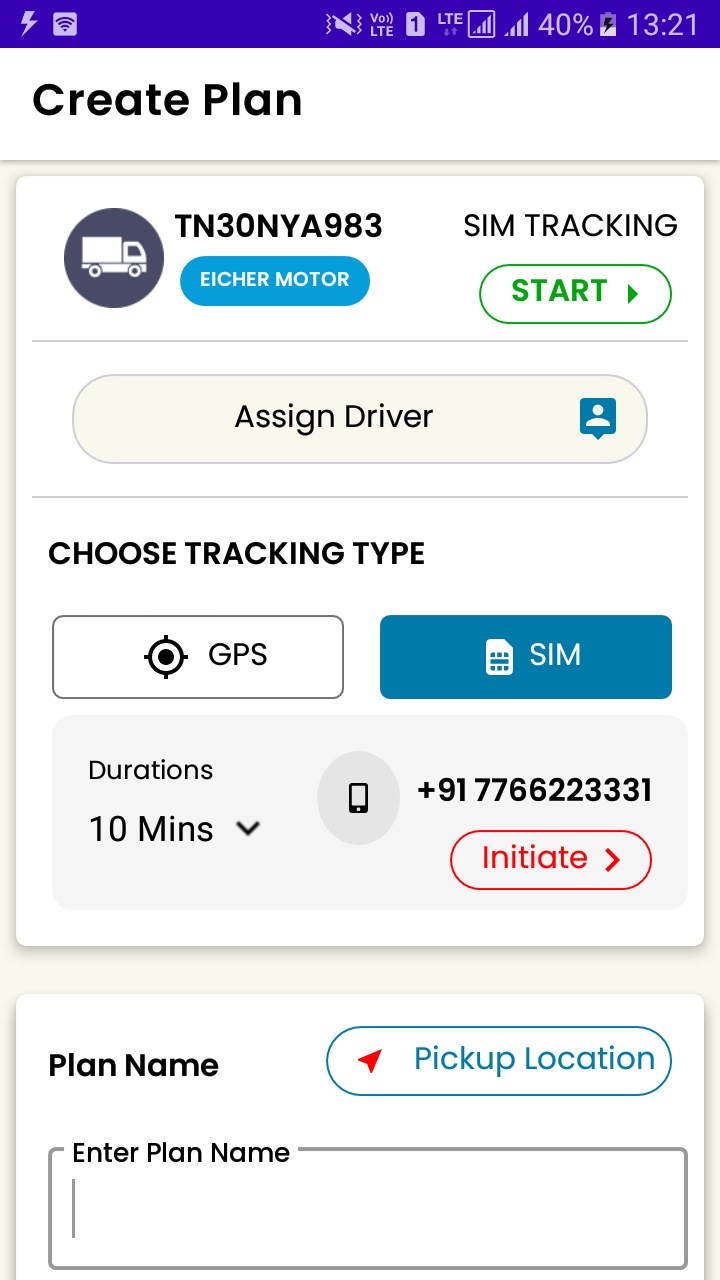 Vo)) LTE 1 LTE 40% 13:21
Create Plan
TN30NYA983
SIM TRACKING
EICHER MOTOR
START
Assign Driver
CHOOSE TRACKING TYPE
GPS
SIM
Durations
10 Mins
+91 7766223331
Initiate
Plan Name
Pickup Location
Enter Plan Name